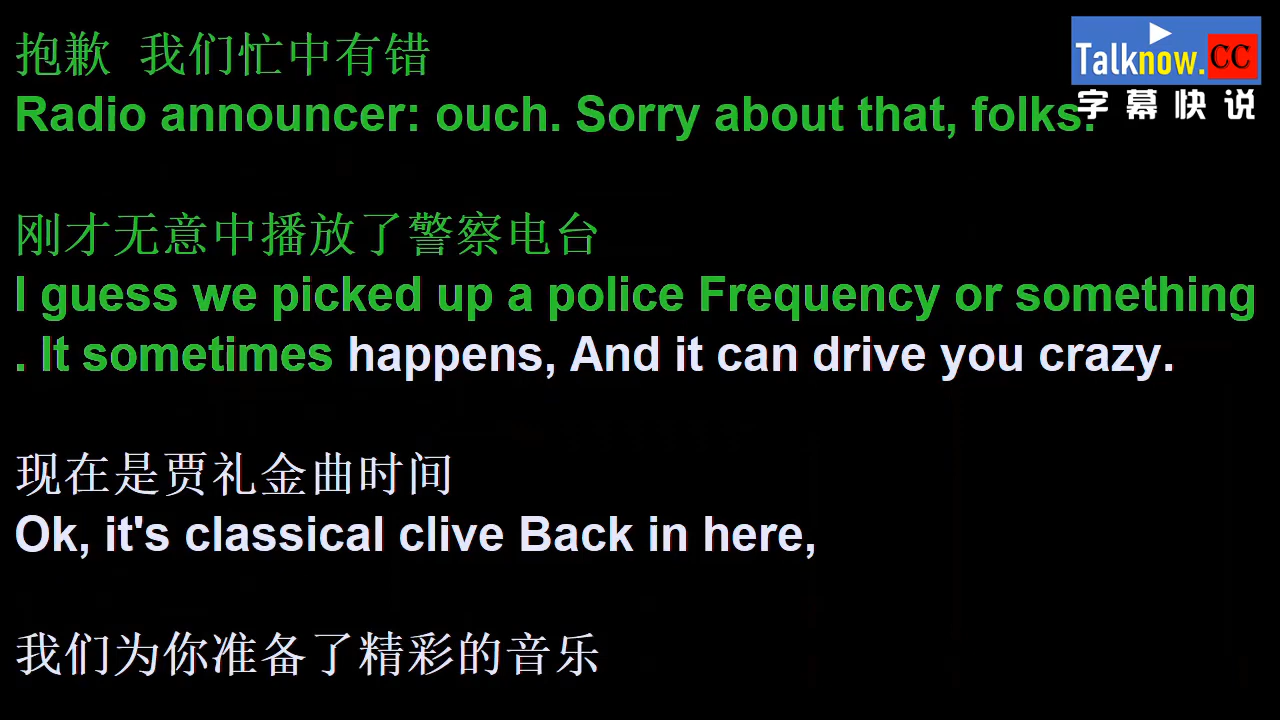 抱歉 我们忙中有错
Radio announcer: ouch. Sorry about that, folks.
刚才无意中播放了警察电台
I guess we picked up a police Frequency or something
. It sometimes happens, And it can drive you crazy.
现在是贾礼金曲时间
Ok, it's classical clive Back in here,
我们为你准备了精彩的音乐
Talknow.CC
字幕快说